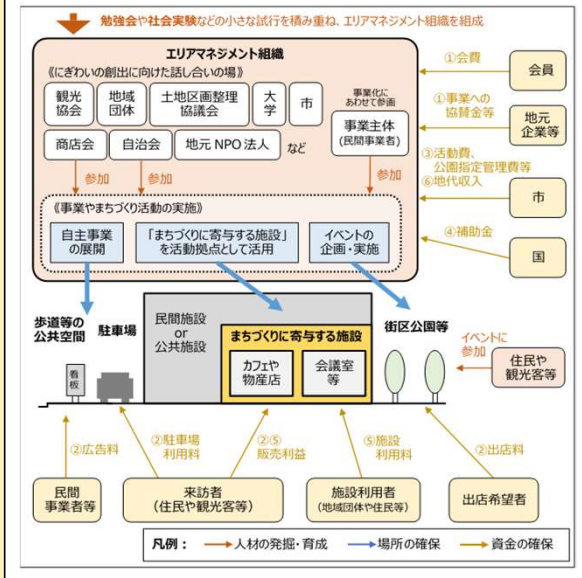 勉強会や社会実験などの小さな試行を積み重ね、エリアマネジメント組織を組成
エリアマネジメント組織
《にぎわいの創出に向けた話し合いの場》
観光
協会
地域
団体
土地区画整理
協議会
大
学
市
商店会
自治会
地元 NPO 法人
など
事業化に
あわせて参画
事業主体
(民間事業者)
参加
参加
参加
《事業やまちづくり活動の実施》
自主事業
の展開
「まちづくりに寄与する施設」
を活動拠点として活用
イベントの
企画・実施
①会費
会員
①事業への
協賛金等
地元
企業等
③活動費、
公園指定管理費等
⑥地代収入
市
④補助金
国
歩道等の
公共空間
駐車場
民間施設
or
公共施設
まちづくりに寄与する施設
カフェや
物産店
会議室
等
街区公園等
看
板
イベントに
参加
住民や
観光客等
②広告料
②駐車場
利用料
②⑤
販売利益
⑤施設
利用料
②出店料
民間
事業者等
来訪者
(住民や観光客等)
施設利用者
(地域団体や住民等)
出店希望者
凡例：
人材の発掘・育成
場所の確保
資金の確保